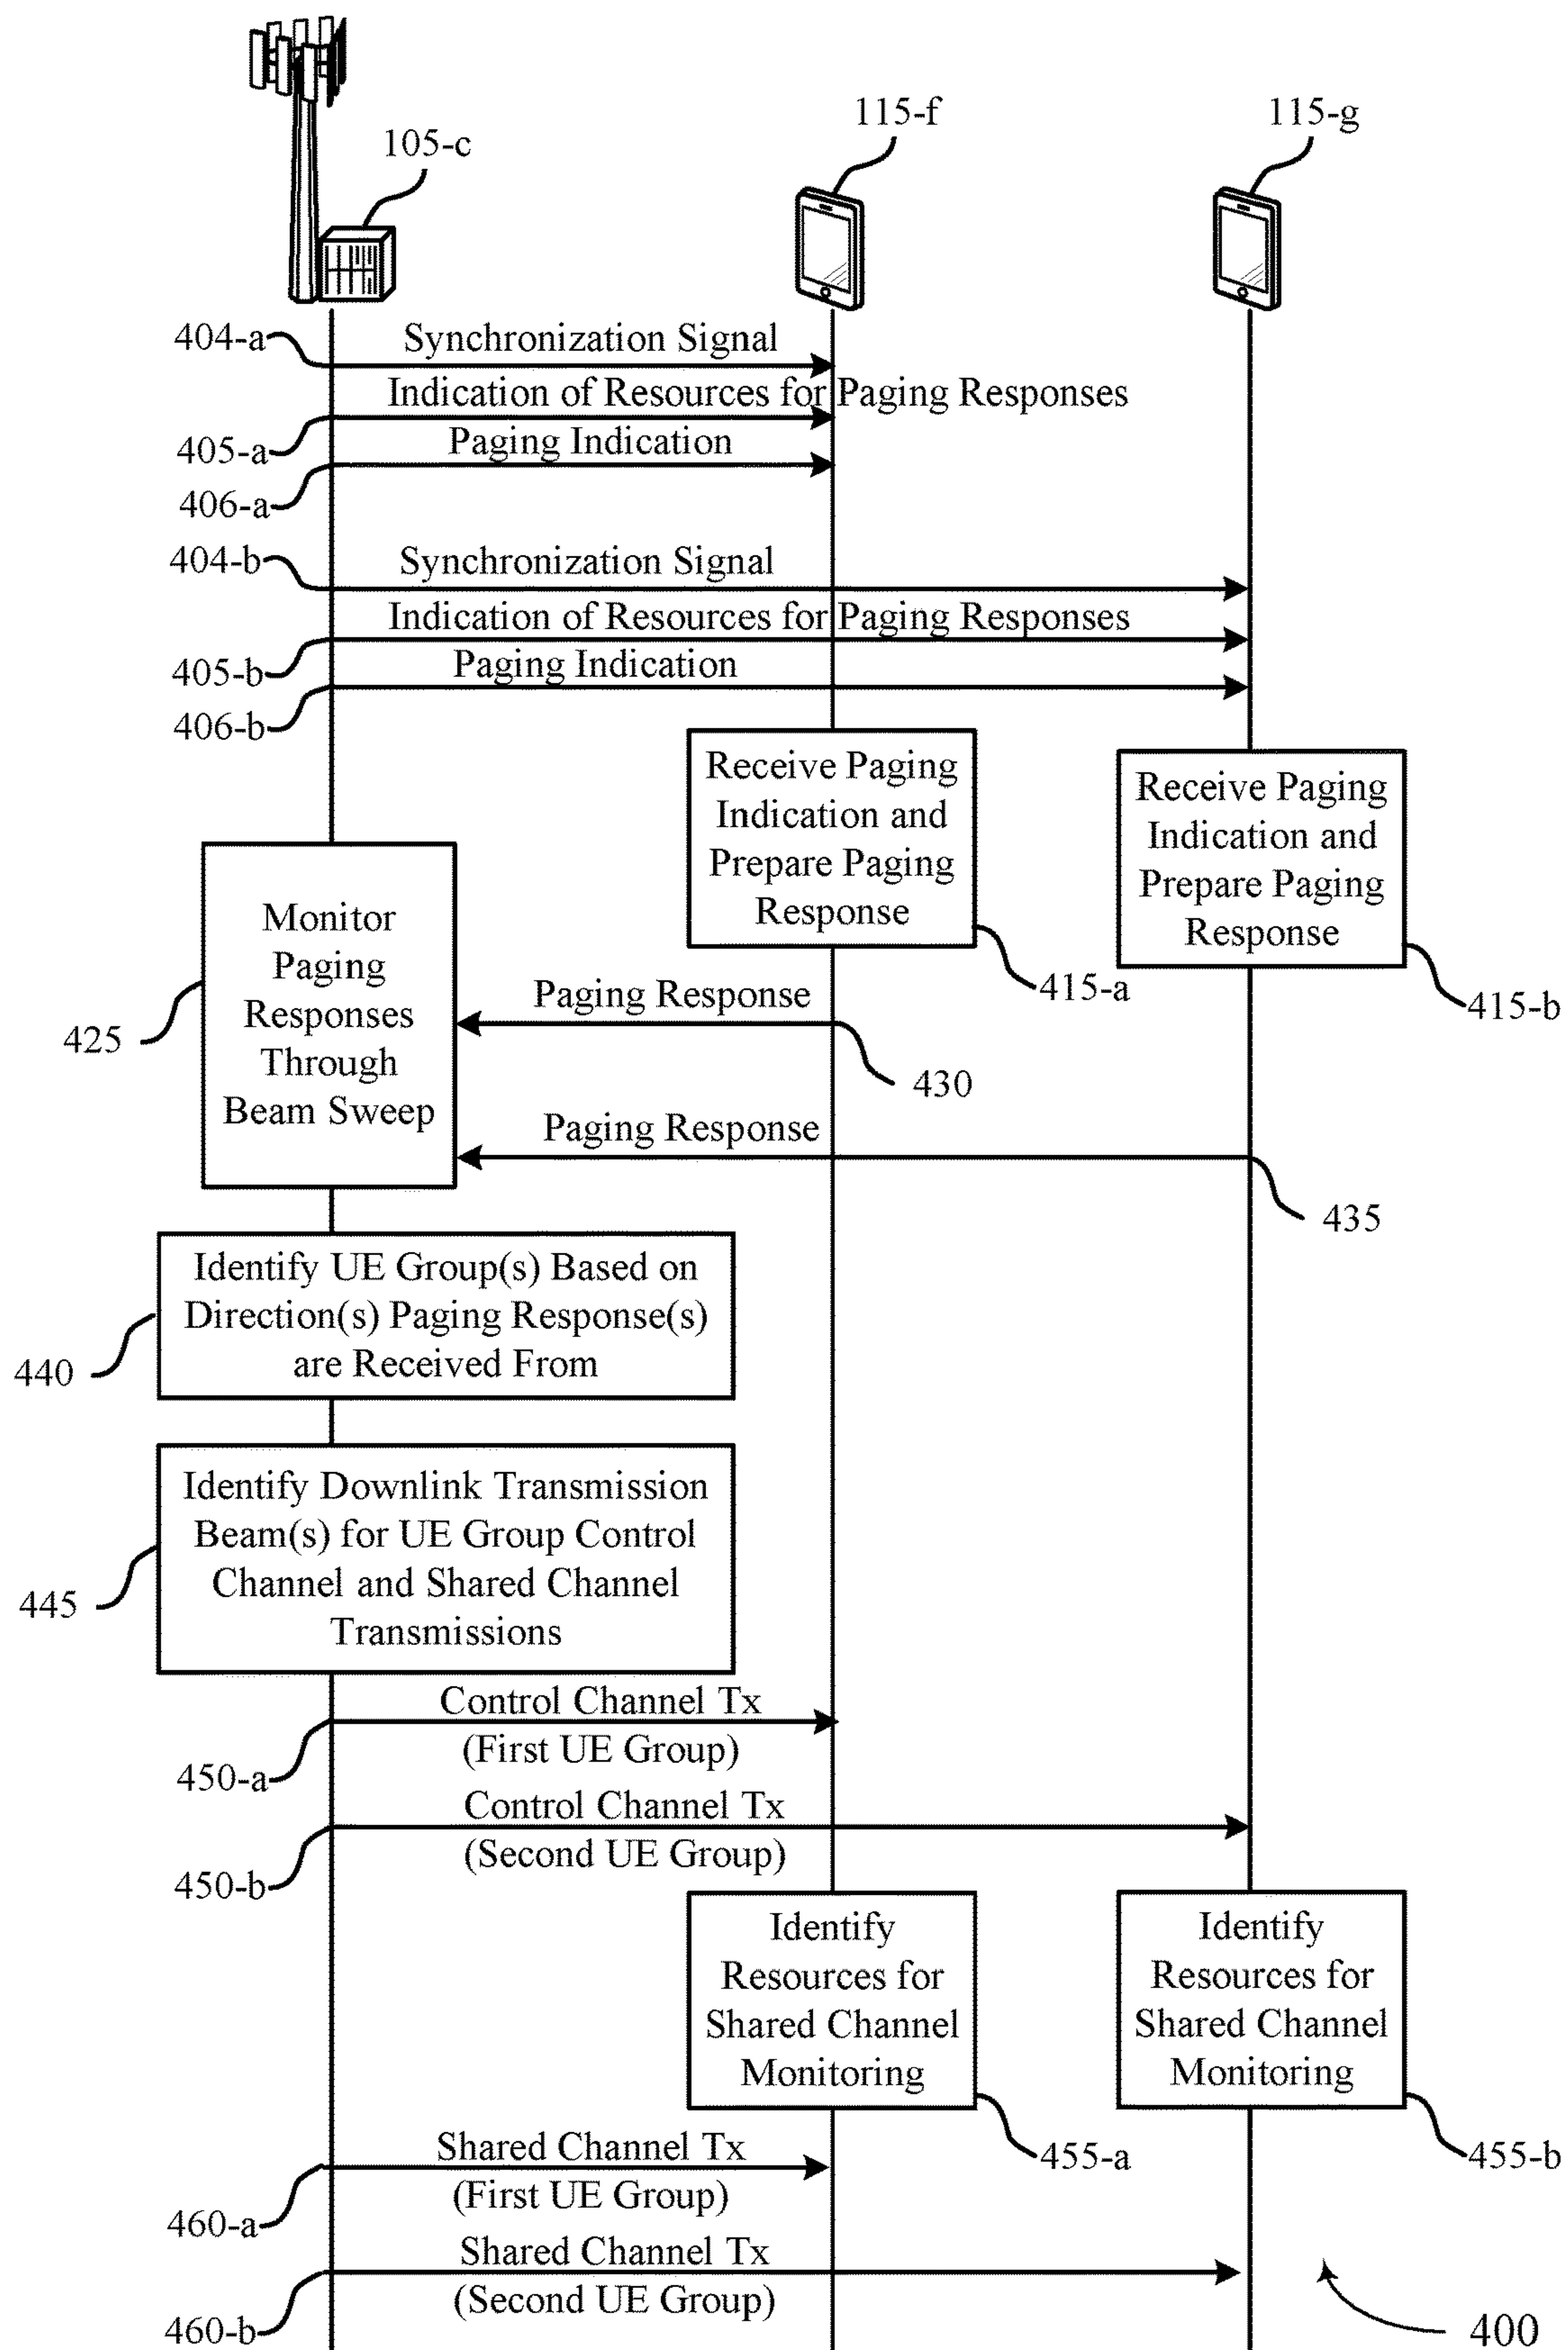 105-c
115-f
115-g
404-a
Synchronization Signal
Indication of Resources for Paging Responses
405-a
Paging Indication
406-a
404-b
Synchronization Signal
Indication of Resources for Paging Responses
405-b
Paging Indication
406-b
Receive Paging
Indication and
Prepare Paging
Response
415-a
Receive Paging
Indication and
Prepare Paging
Response
415-b
Monitor
Paging
Responses
Through
Beam Sweep
425
Paging Response
430
Paging Response
435
Identify UE Group(s) Based on
Direction(s) Paging Response(s)
are Received From
440
Identify Downlink Transmission
Beam(s) for UE Group Control
Channel and Shared Channel
Transmissions
445
Control Channel Tx
(First UE Group)
450-a
Control Channel Tx
(Second UE Group)
450-b
Identify
Resources for
Shared Channel
Monitoring
455-a
Identify
Resources for
Shared Channel
Monitoring
455-b
Shared Channel Tx
(First UE Group)
460-a
Shared Channel Tx
(Second UE Group)
460-b
400